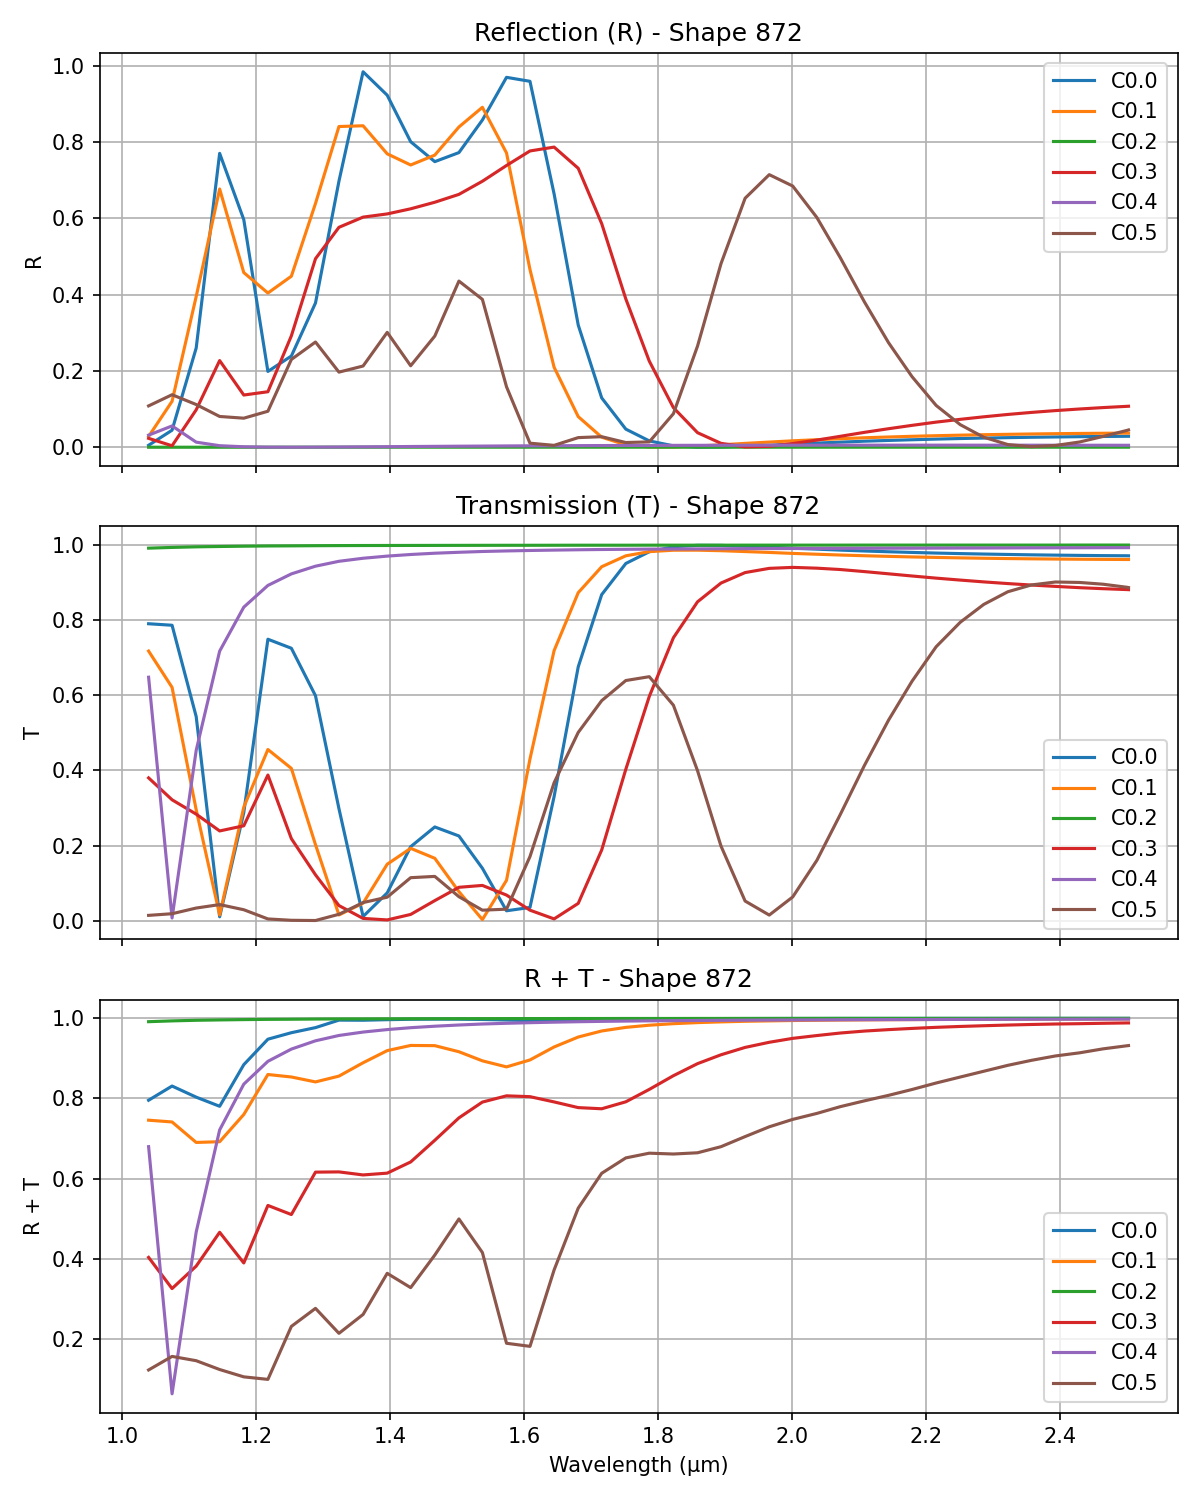 Reflection (R) - Shape 872
1.0
0.8
0.6
0.4
0.2
0.0
R
C0.0
C0.1
C0.2
C0.3
C0.4
C0.5
Transmission (T) - Shape 872
1.0
0.8
0.6
0.4
0.2
0.0
T
C0.0
C0.1
C0.2
C0.3
C0.4
C0.5
R + T - Shape 872
1.0
0.8
0.6
0.4
0.2
R + T
C0.0
C0.1
C0.2
C0.3
C0.4
C0.5
1.0 1.2 1.4 1.6 1.8 2.0 2.2 2.4
Wavelength (μm)